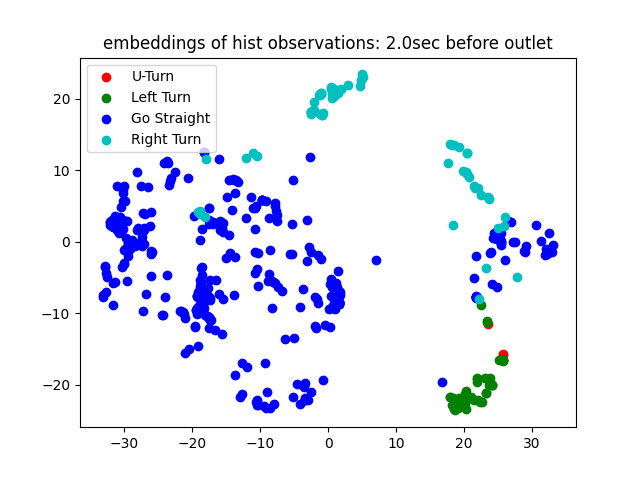 embeddings of hist observations: 2.0sec before outlet
U-Turn
Left Turn
Go Straight
Right Turn
20
10
0
−10
−20
−30 −20 −10 0 10 20 30